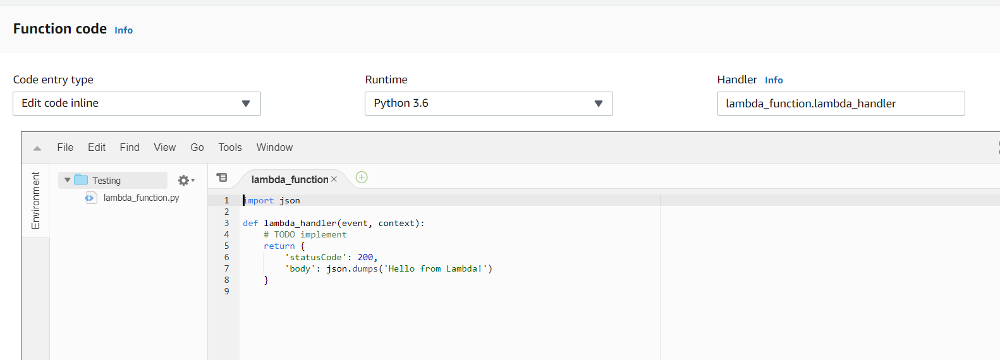 Function code Info
Code entry type
Edit code inline
Runtime
Python 3.6
Handler Info
lambda_function.lambda_handler
File Edit Find View Go Tools Window
Environment
Testing
lambda_function.py
lambda_function
1 import json
2
3 def lambda_handler(event, context):
4     # TODO implement
5     return {
6         'statusCode': 200,
7         'body': json.dumps('Hello from Lambda!')
8     }
9